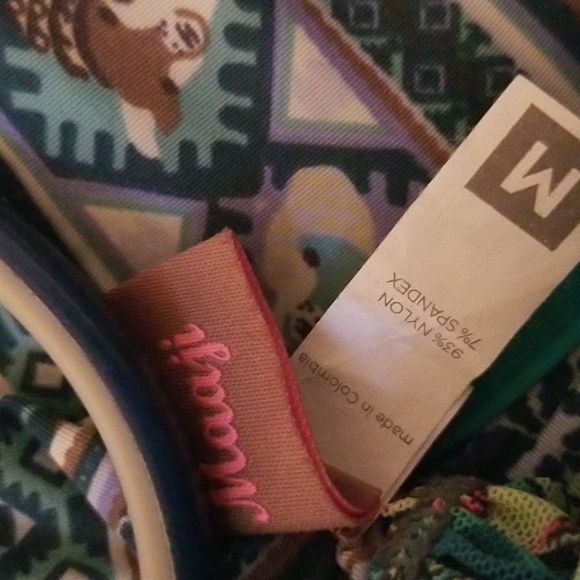 Maaji
M
93% NYLON
7% SPANDEX
made in Colombia